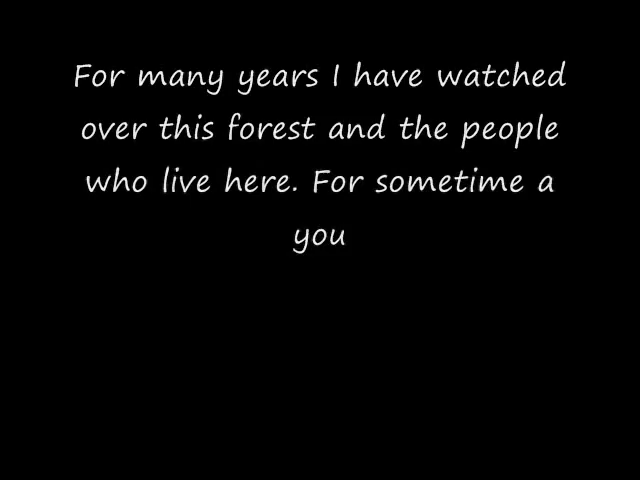 For many years I have watched
over this forest and the people
who live here. For sometime a
you